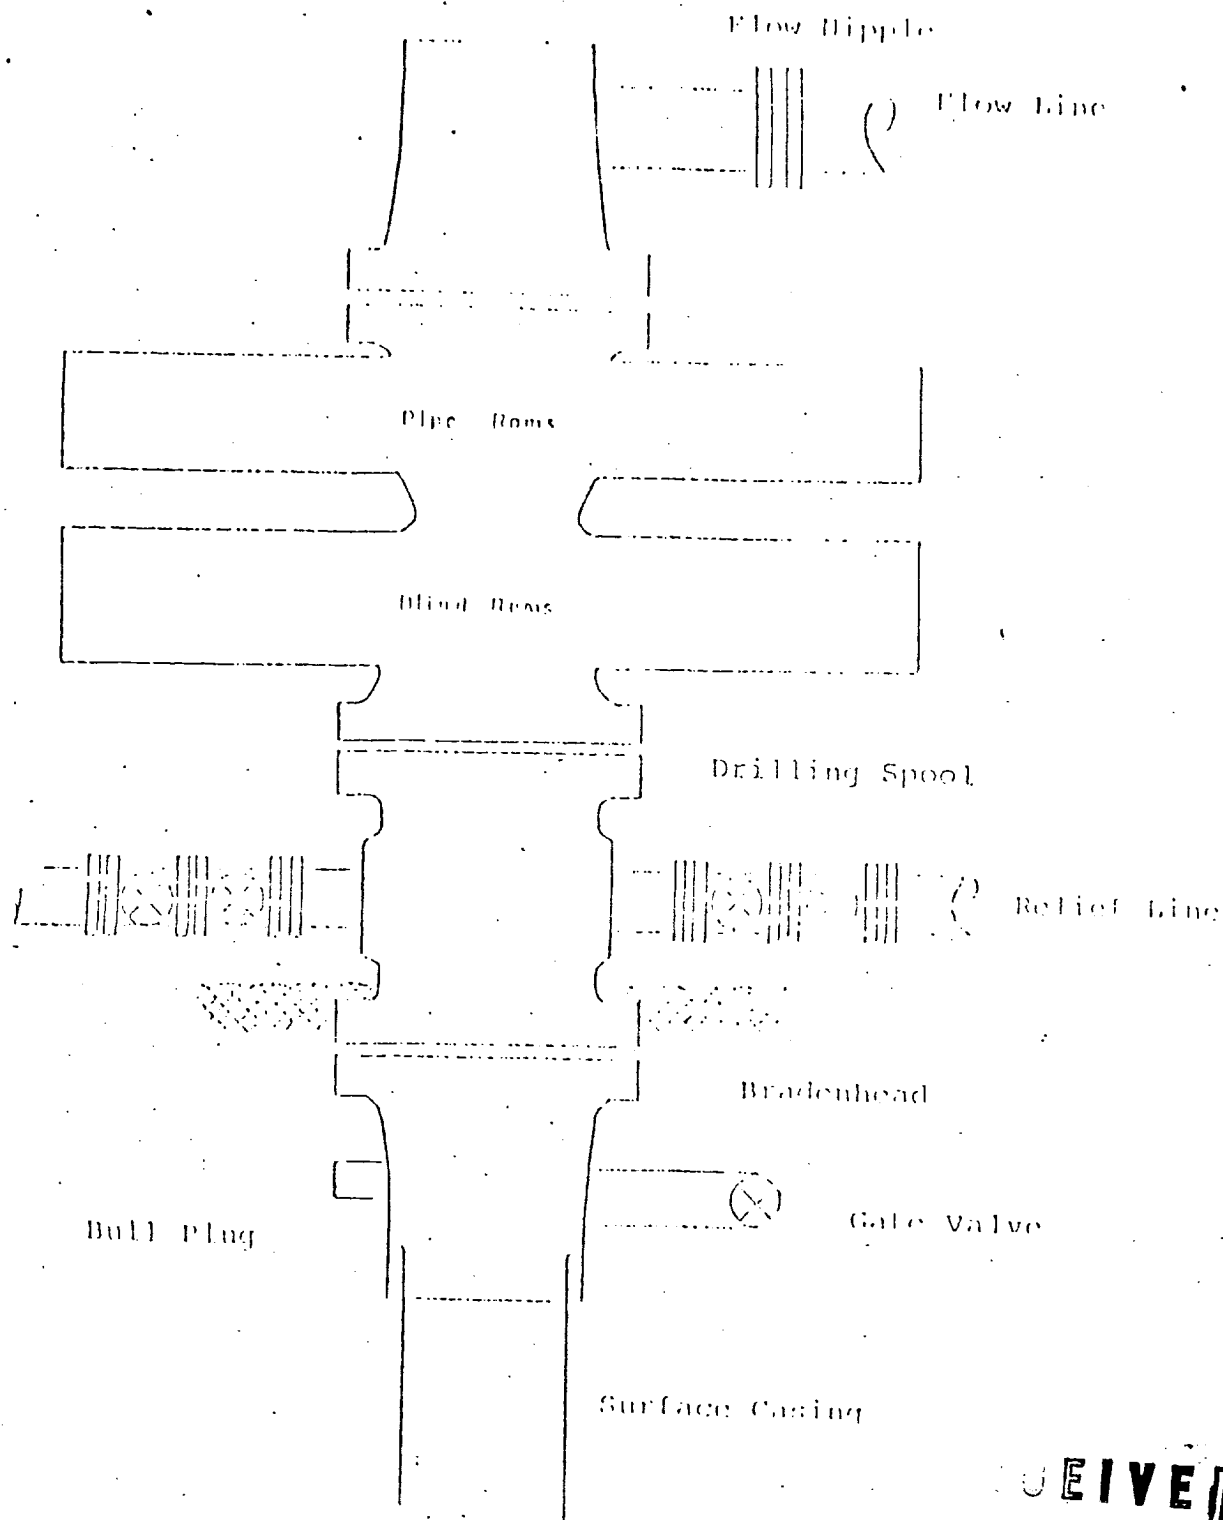 Flow Nipple
Flow Line
Pipe Rams
Blind Rams
Drilling Spool
Relief Line
Bradenhead
Bull Plug
Gate Valve
Surface Casing
EIVE